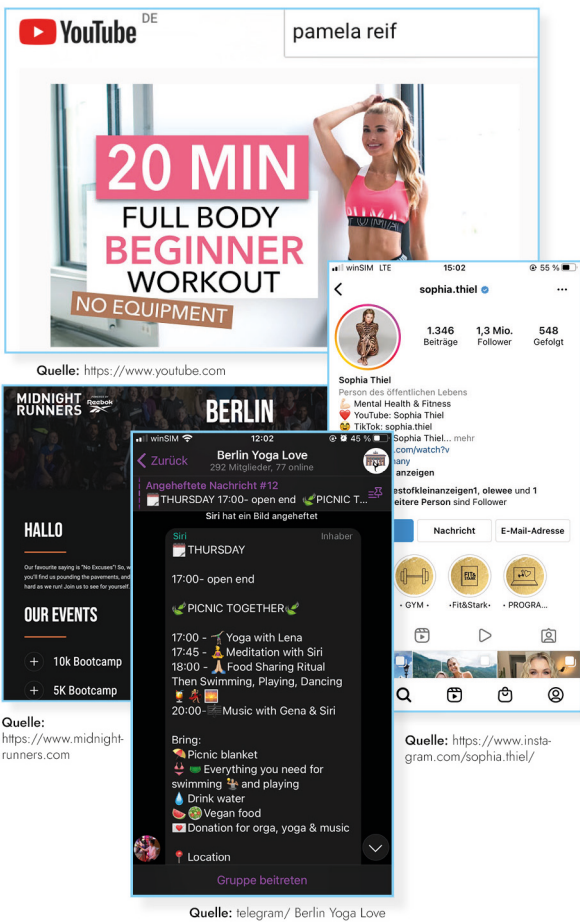 YouTube DE
pamela reif
20 MIN
FULL BODY
BEGINNER
WORKOUT
NO EQUIPMENT
Quelle: https://www.youtube.com
winSIM LTE 15:02 55 %
sophia.thiel
1.346 1,3 Mio. 548
Beiträge Follower Gefolgt
Sophia Thiel
Person des öffentlichen Lebens
Mental Health & Fitness
YouTube: Sophia Thiel
TikTok: sophia.thiel
Sophia Thiel... mehr
.com/watch?v
many
anzeigen
estofkleinanzeigen1, olewee und 1
eitere Person sind Follower
Nachricht E-Mail-Adresse
FIT& STARK
• GYM • •Fit&Stark• • PROGRA...
Quelle: https://www.insta-
gram.com/sophia.thiel/
MIDNIGHT
RUNNERS
Reebok
BERLIN
HALLO
Our favourite saying is "No Excuses"! So, w
you'll find us pounding the pavements, and
hard as we run! Join us to see for yourself.
OUR EVENTS
+ 10k Bootcamp
+ 5K Bootcamp
Quelle:
https://www.midnight-
runners.com
winSIM 12:02 45 %
Zurück Berlin Yoga Love
292 Mitglieder, 77 online
Angeheftete Nachricht #12
THURSDAY 17:00- open end 🌿PICNIC T...
Siri hat ein Bild angeheftet
Siri Inhaber
THURSDAY
17:00- open end
🌿PICNIC TOGETHER🌿
17:00 - Yoga with Lena
17:45 - Meditation with Siri
18:00 - 🙏Food Sharing Ritual
Then Swimming, Playing, Dancing
20:00-🎼Music with Gena & Siri
Bring:
Picnic blanket
Everything you need for
swimming and playing
💧Drink water
🍉🥗Vegan food
💌Donation for orga, yoga & music
📍Location
Gruppe beitreten
Quelle: telegram/ Berlin Yoga Love